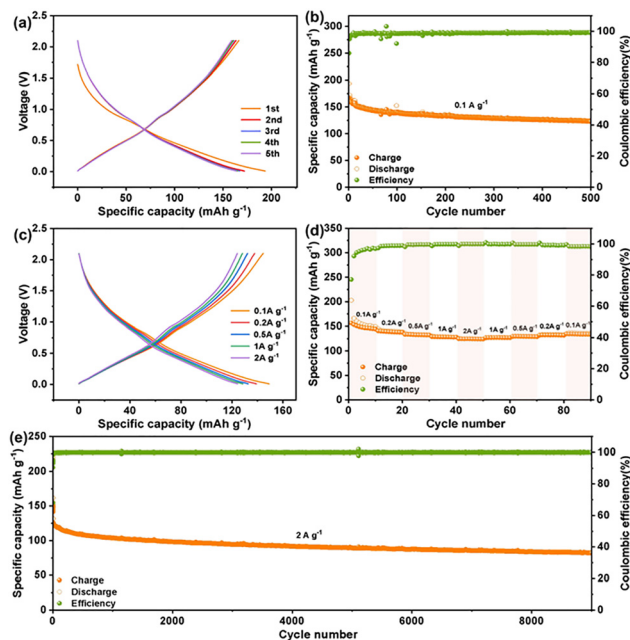 (a)
Voltage (V)
2.5
2.0
1.5
1.0
0.5
0.0
1st
2nd
3rd
4th
5th
0 50 100 150 200
Specific capacity (mAh g⁻¹)
(b)
Specific capacity (mAh g⁻¹)
300
250
200
150
100
50
0
0.1 A g⁻¹
Charge
Discharge
Efficiency
100
80
60
40
20
0
Coulombic efficiency(%)
0 100 200 300 400 500
Cycle number
(c)
Voltage (V)
2.5
2.0
1.5
1.0
0.5
0.0
0.1A g⁻¹
0.2A g⁻¹
0.5A g⁻¹
1A g⁻¹
2A g⁻¹
0 40 80 120 160
Specific capacity (mAh g⁻¹)
(d)
Specific capacity (mAh g⁻¹)
350
300
250
200
150
100
50
0
0.1A g⁻¹ 0.2A g⁻¹ 0.5A g⁻¹ 1A g⁻¹ 2A g⁻¹ 1A g⁻¹ 0.5A g⁻¹ 0.2A g⁻¹ 0.1A g⁻¹
Charge
Discharge
Efficiency
100
80
60
40
20
0
Coulombic efficiency(%)
0 20 40 60 80
Cycle number
(e)
Specific capacity (mAh g⁻¹)
250
200
150
100
50
0
2 A g⁻¹
Charge
Discharge
Efficiency
100
80
60
40
20
0
Coulombic efficiency(%)
0 2000 4000 6000 8000
Cycle number